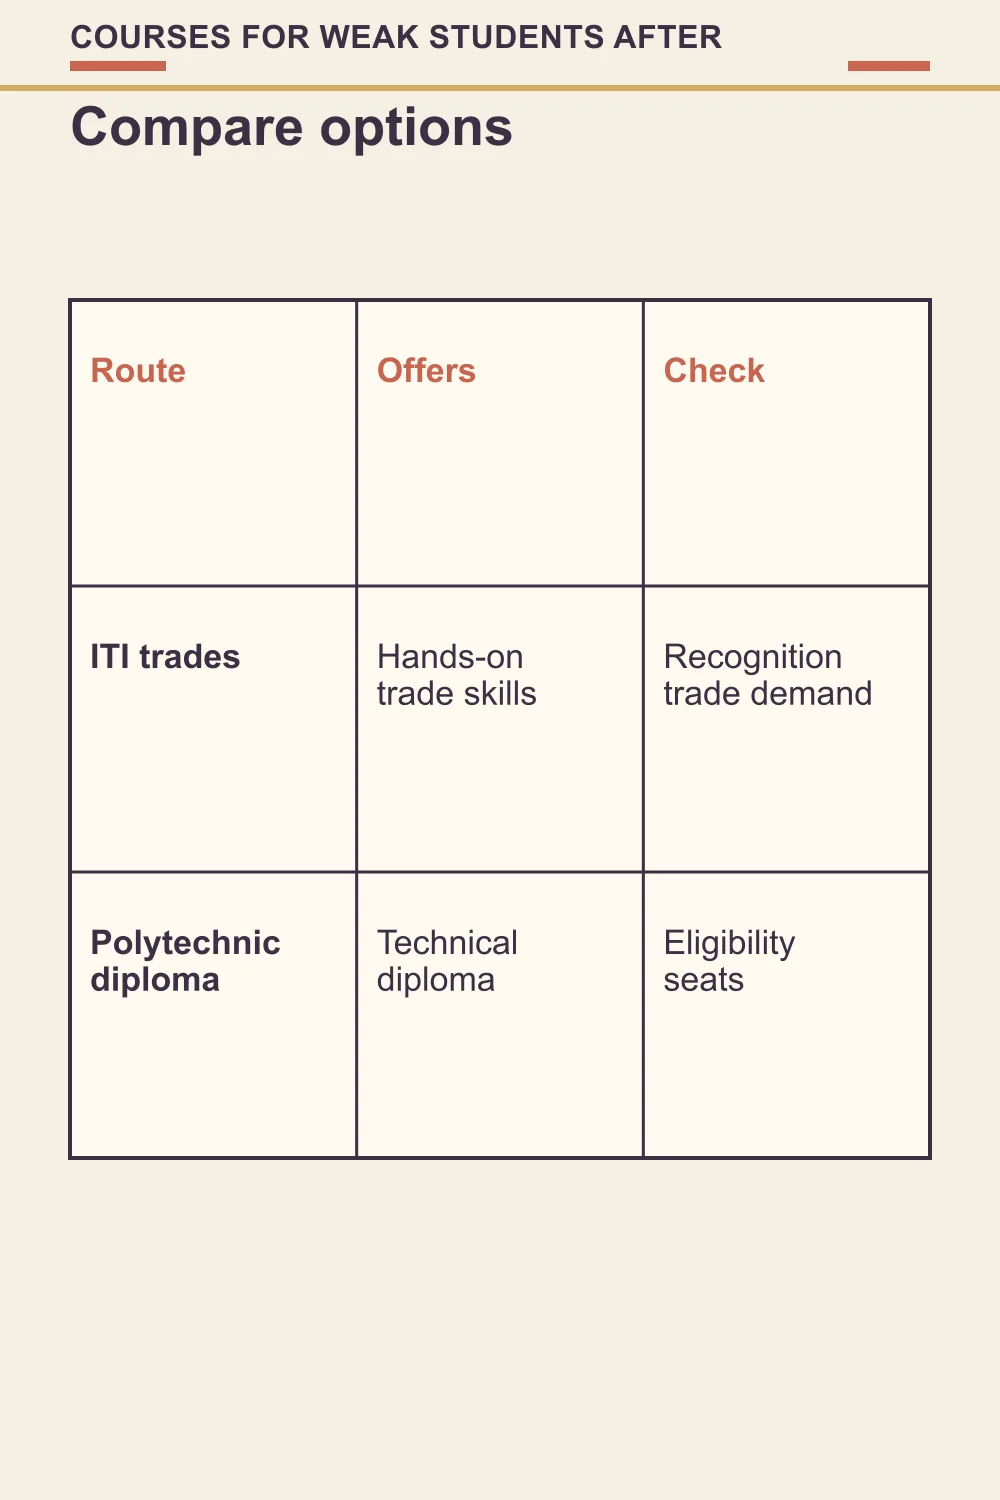 COURSES FOR WEAK STUDENTS AFTER
Compare options
Route
Offers
Check
ITI trades
Hands-on
trade skills
Recognition
trade demand
Polytechnic
diploma
Technical
diploma
Eligibility
seats